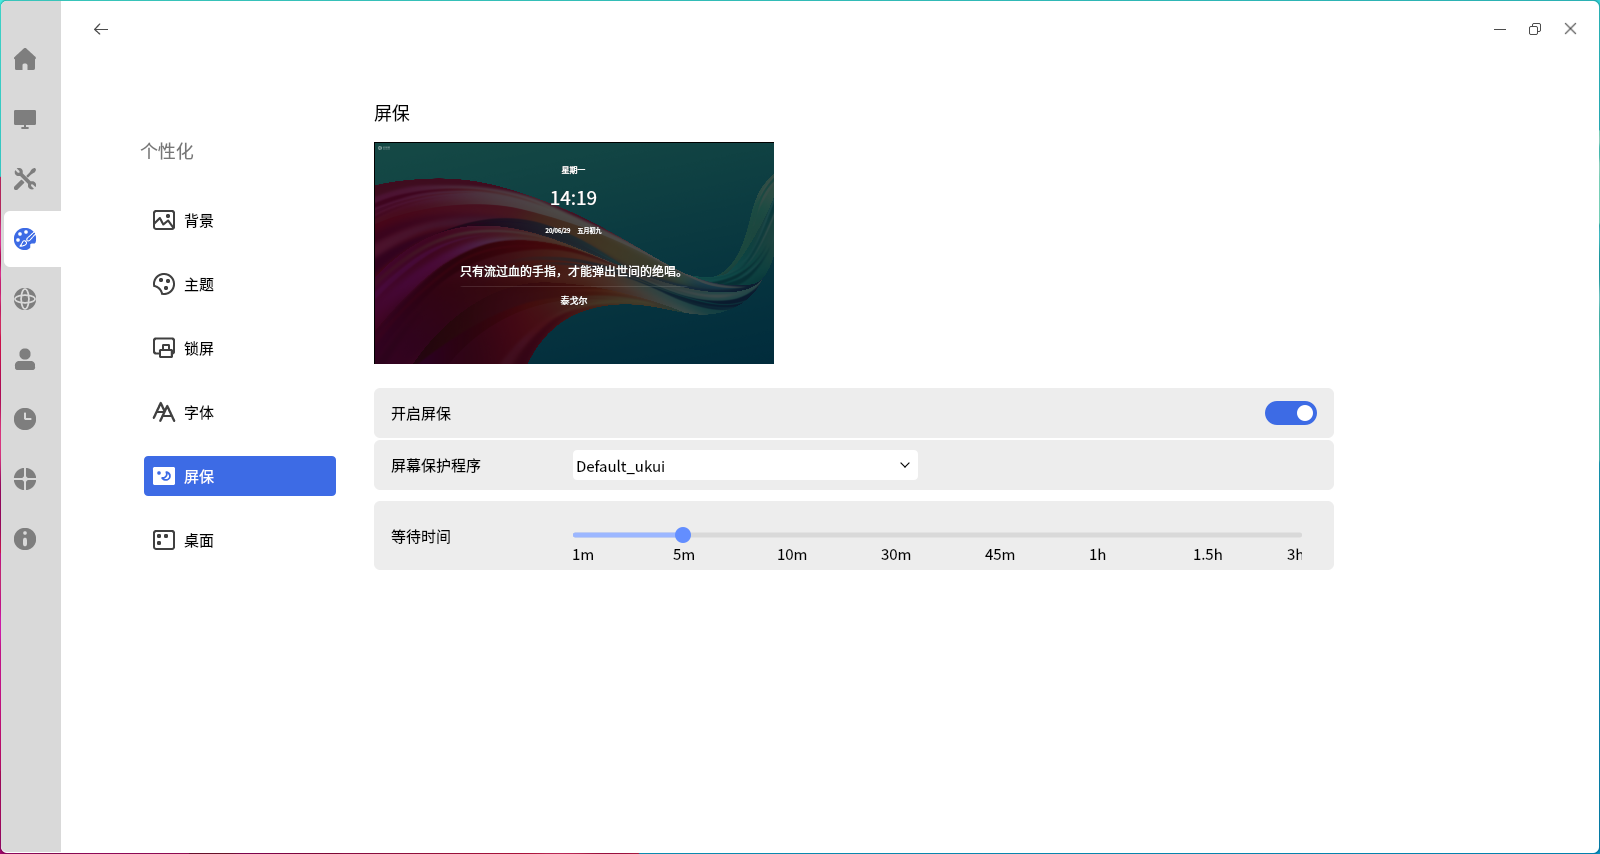 屏保
个性化
背景
主题
锁屏
字体
屏保
桌面
星期一
14:19
20/06/29 五月初九
只有流过血的手指，才能弹出世间的绝唱。
泰戈尔
开启屏保
屏幕保护程序 Default_ukui
等待时间
1m 5m 10m 30m 45m 1h 1.5h 3h